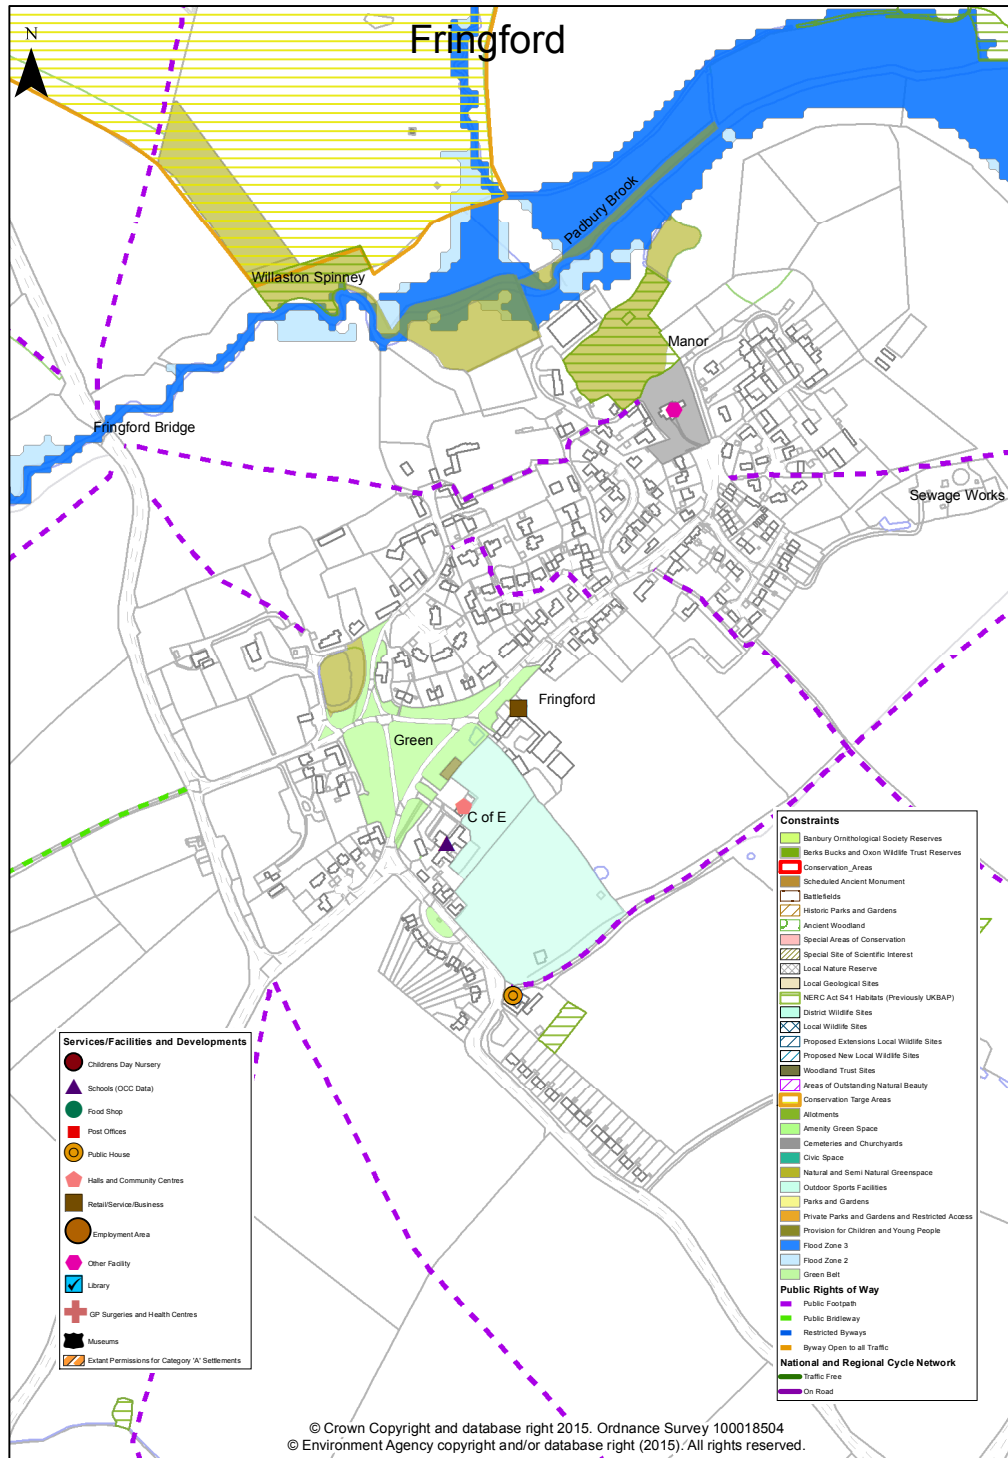 Fringford
N
Padbury Brook
Willaston Spinney
Manor
Fringford Bridge
Sewage Works
Fringford
Green
C of E
Constraints
Banbury Ornithological Society Reserves
Berks Bucks and Oxon Wildlife Trust Reserves
Conservation_Areas
Scheduled Ancient Monument
Battlefields
Historic Parks and Gardens
Ancient Woodland
Special Areas of Conservation
Special Site of Scientific Interest
Local Nature Reserve
Local Geological Sites
NERC Act S41 Habitats (Previously UKBAP)
District Wildlife Sites
Local Wildlife Sites
Proposed Extensions Local Wildlife Sites
Proposed New Local Wildlife Sites
Woodland Trust Sites
Areas of Outstanding Natural Beauty
Conservation Targe Areas
Allotments
Amenity Green Space
Cemeteries and Churchyards
Civic Space
Natural and Semi Natural Greenspace
Outdoor Sports Facilities
Parks and Gardens
Private Parks and Gardens and Restricted Access
Provision for Children and Young People
Flood Zone 3
Flood Zone 2
Green Belt
Public Rights of Way
Public Footpath
Public Bridleway
Restricted Byways
Byway Open to all Traffic
National and Regional Cycle Network
Traffic Free
On Road
Services/Facilities and Developments
Childrens Day Nursery
Schools (OCC Data)
Food Shop
Post Offices
Public House
Halls and Community Centres
Retail/Service/Business
Employment Area
Other Facility
Library
GP Surgeries and Health Centres
Museums
Extant Permissions for Category 'A' Settlements
© Crown Copyright and database right 2015. Ordnance Survey 100018504
© Environment Agency copyright and/or database right (2015). All rights reserved.